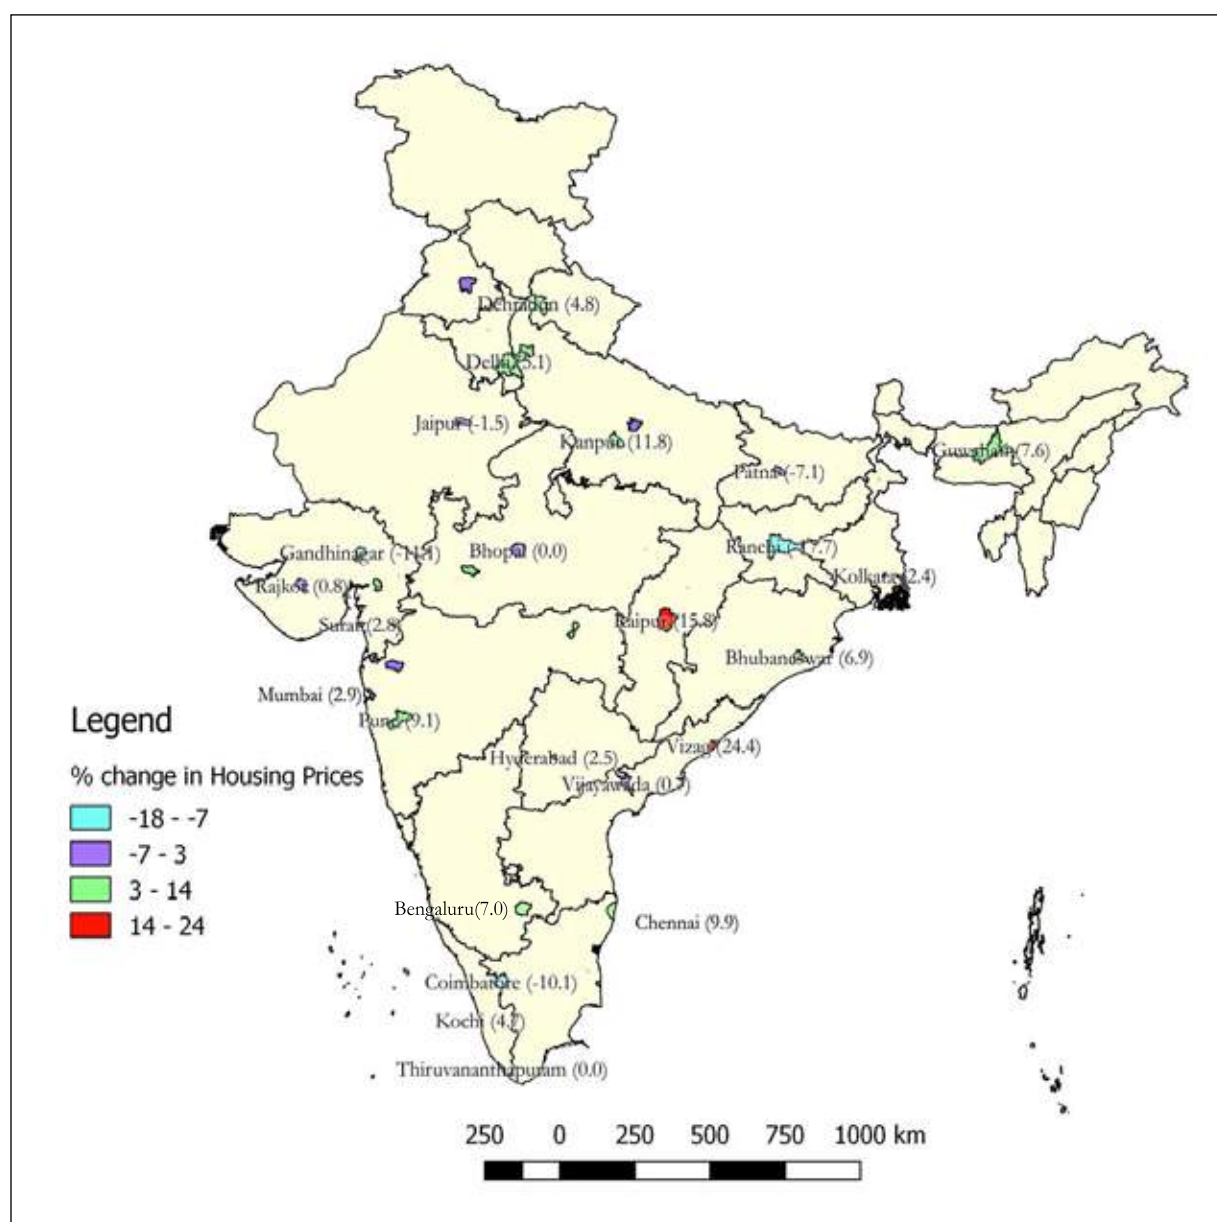 Dehradun (4.8)
Delhi (5.1)
Jaipur (-1.5)
Kanpur (11.8)
Guwahati (7.6)
Patna (-7.1)
Gandhinagar (-11.1)
Bhopal (0.0)
Ranchi (-17.7)
Rajkot (0.8)
Kolkata (2.4)
Surat (2.8)
Raipur (15.8)
Bhubaneswar (6.9)
Mumbai (2.9)
Pune (9.1)
Legend
Vizag (24.4)
Hyderabad (2.5)
% change in Housing Prices
Vijayawada (0.7)
-18 - -7
-7 - 3
3 - 14
14 - 24
Bengaluru(7.0)
Chennai (9.9)
Coimbatore (-10.1)
Kochi (4.7)
Thiruvananthapuram (0.0)
250 0 250 500 750 1000 km